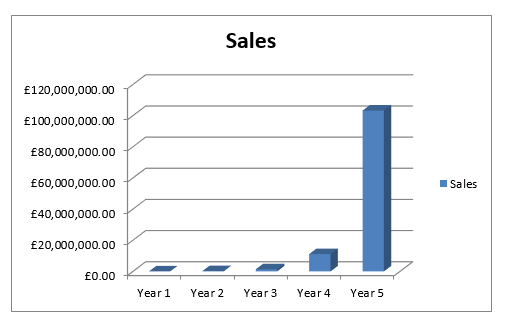 Sales
£120,000,000.00
£100,000,000.00
£80,000,000.00
£60,000,000.00
£40,000,000.00
£20,000,000.00
£0.00
Sales
Year 1 Year 2 Year 3 Year 4 Year 5